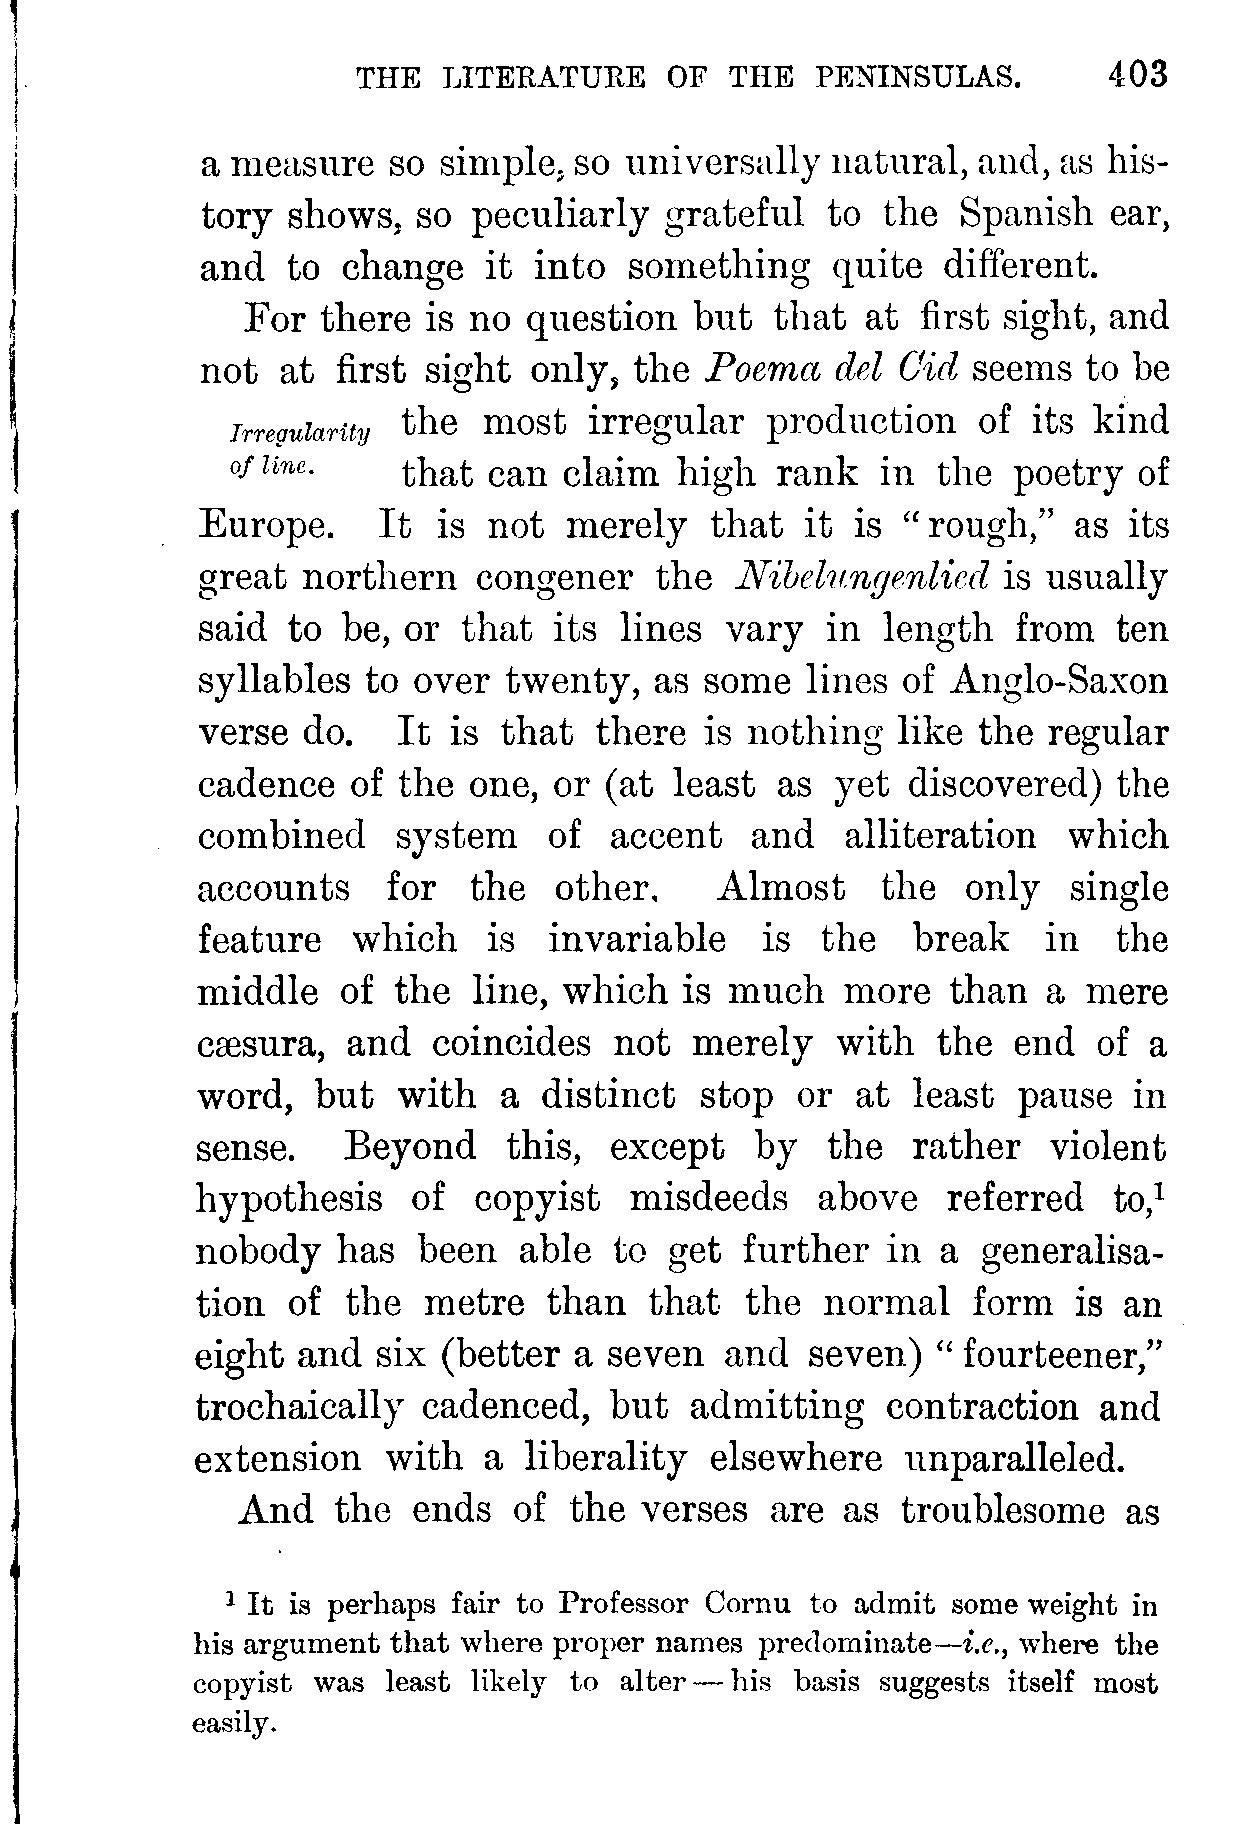 THE LITERATURE OF THE PENINSULAS. 403
a measure so simple, so universally natural, and, as his-
tory shows, so peculiarly grateful to the Spanish ear,
and to change it into something quite different.
For there is no question but that at first sight, and
not at first sight only, the Poema del Cid seems to be
Irregularity
of line.
the most irregular production of its kind
that can claim high rank in the poetry of
Europe. It is not merely that it is “rough,” as its
great northern congener the Nibelungenlied is usually
said to be, or that its lines vary in length from ten
syllables to over twenty, as some lines of Anglo-Saxon
verse do. It is that there is nothing like the regular
cadence of the one, or (at least as yet discovered) the
combined system of accent and alliteration which
accounts for the other. Almost the only single
feature which is invariable is the break in the
middle of the line, which is much more than a mere
cæsura, and coincides not merely with the end of a
word, but with a distinct stop or at least pause in
sense. Beyond this, except by the rather violent
hypothesis of copyist misdeeds above referred to,¹
nobody has been able to get further in a generalisa-
tion of the metre than that the normal form is an
eight and six (better a seven and seven) “fourteener,”
trochaically cadenced, but admitting contraction and
extension with a liberality elsewhere unparalleled.
And the ends of the verses are as troublesome as
¹ It is perhaps fair to Professor Cornu to admit some weight in
his argument that where proper names predominate—i.e., where the
copyist was least likely to alter—his basis suggests itself most
easily.